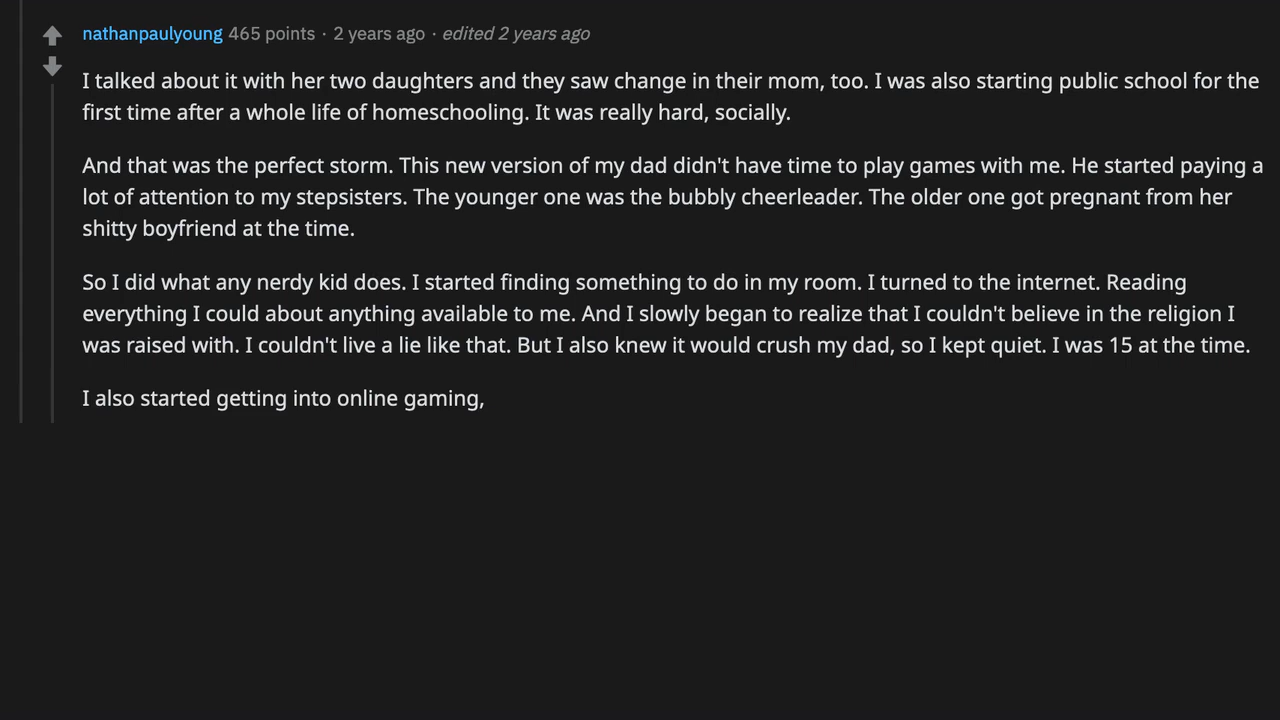 nathanpaulyoung 465 points · 2 years ago · edited 2 years ago
I talked about it with her two daughters and they saw change in their mom, too. I was also starting public school for the
first time after a whole life of homeschooling. It was really hard, socially.
And that was the perfect storm. This new version of my dad didn't have time to play games with me. He started paying a
lot of attention to my stepsisters. The younger one was the bubbly cheerleader. The older one got pregnant from her
shitty boyfriend at the time.
So I did what any nerdy kid does. I started finding something to do in my room. I turned to the internet. Reading
everything I could about anything available to me. And I slowly began to realize that I couldn't believe in the religion I
was raised with. I couldn't live a lie like that. But I also knew it would crush my dad, so I kept quiet. I was 15 at the time.
I also started getting into online gaming,